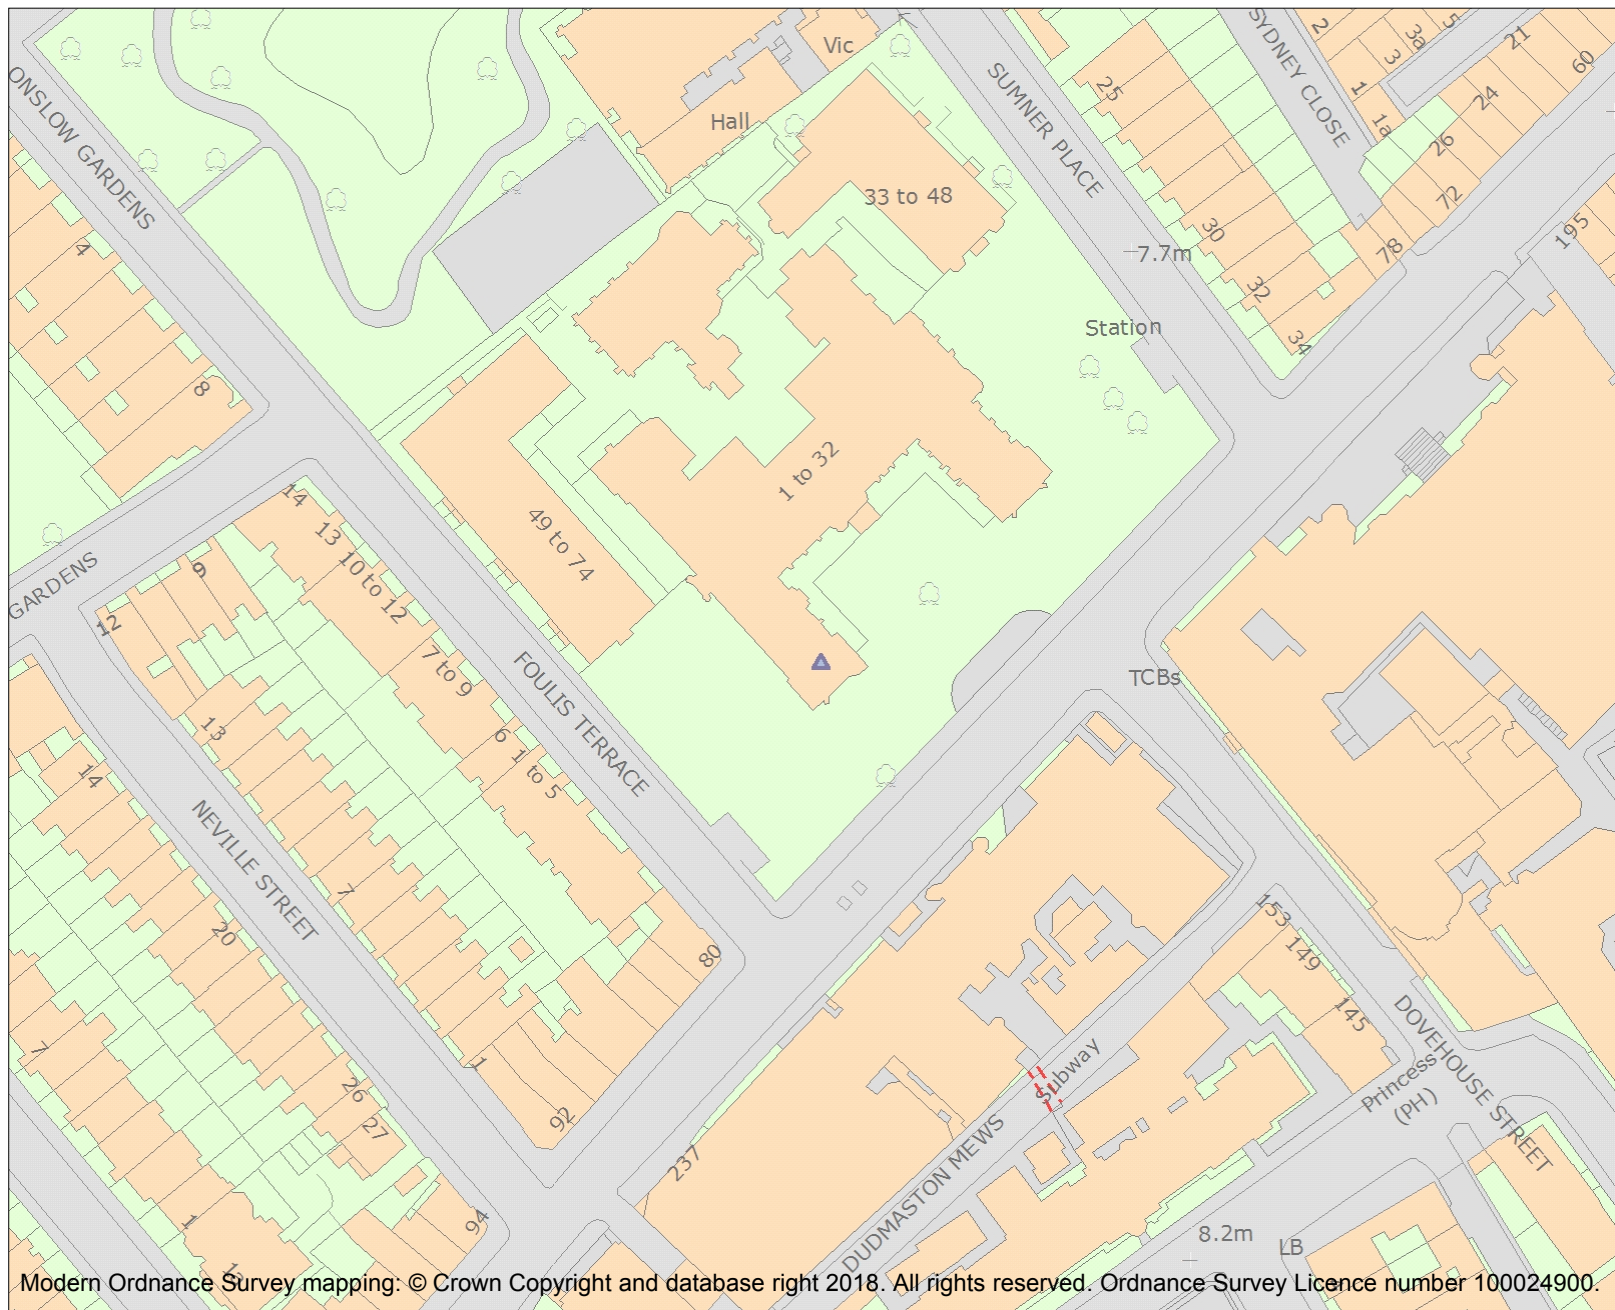 Vic
Hall
33 to 48
SUMNER PLACE
SYDNEY CLOSE
2
3a
5
3
1
1a
21
60
24
26
72
78
195
25
30
32
34
7.7m
Station
ONSLOW GARDENS
4
8
GARDENS
1 to 32
49 to 74
14
13
10 to 12
9
12
7 to 9
6
1 to 5
FOULIS TERRACE
TCBs
13
14
NEVILLE STREET
7
20
80
7
1
26
27
92
94
1
237
153
149
145
DOVEHOUSE STREET
Subway
Princess
(PH)
DUDMASTON MEWS
8.2m
LB
Modern Ordnance Survey mapping: © Crown Copyright and database right 2018. All rights reserved. Ordnance Survey Licence number 100024900.